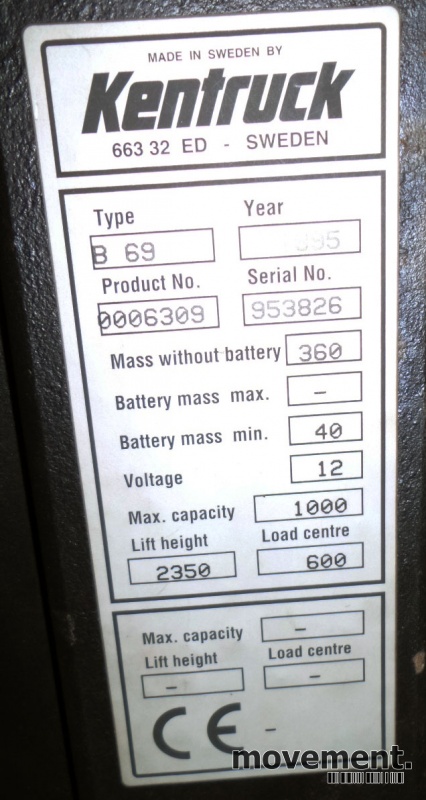 MADE IN SWEDEN BY
Kentruck
663 32 ED - SWEDEN
Type Year
B 69 995
Product No. Serial No.
0006309 953826
Mass without battery 360
Battery mass max. –
Battery mass min. 40
Voltage 12
Max. capacity 1000
Lift height Load centre
2350 600
Max. capacity –
Lift height Load centre
– –
CE –
movement.